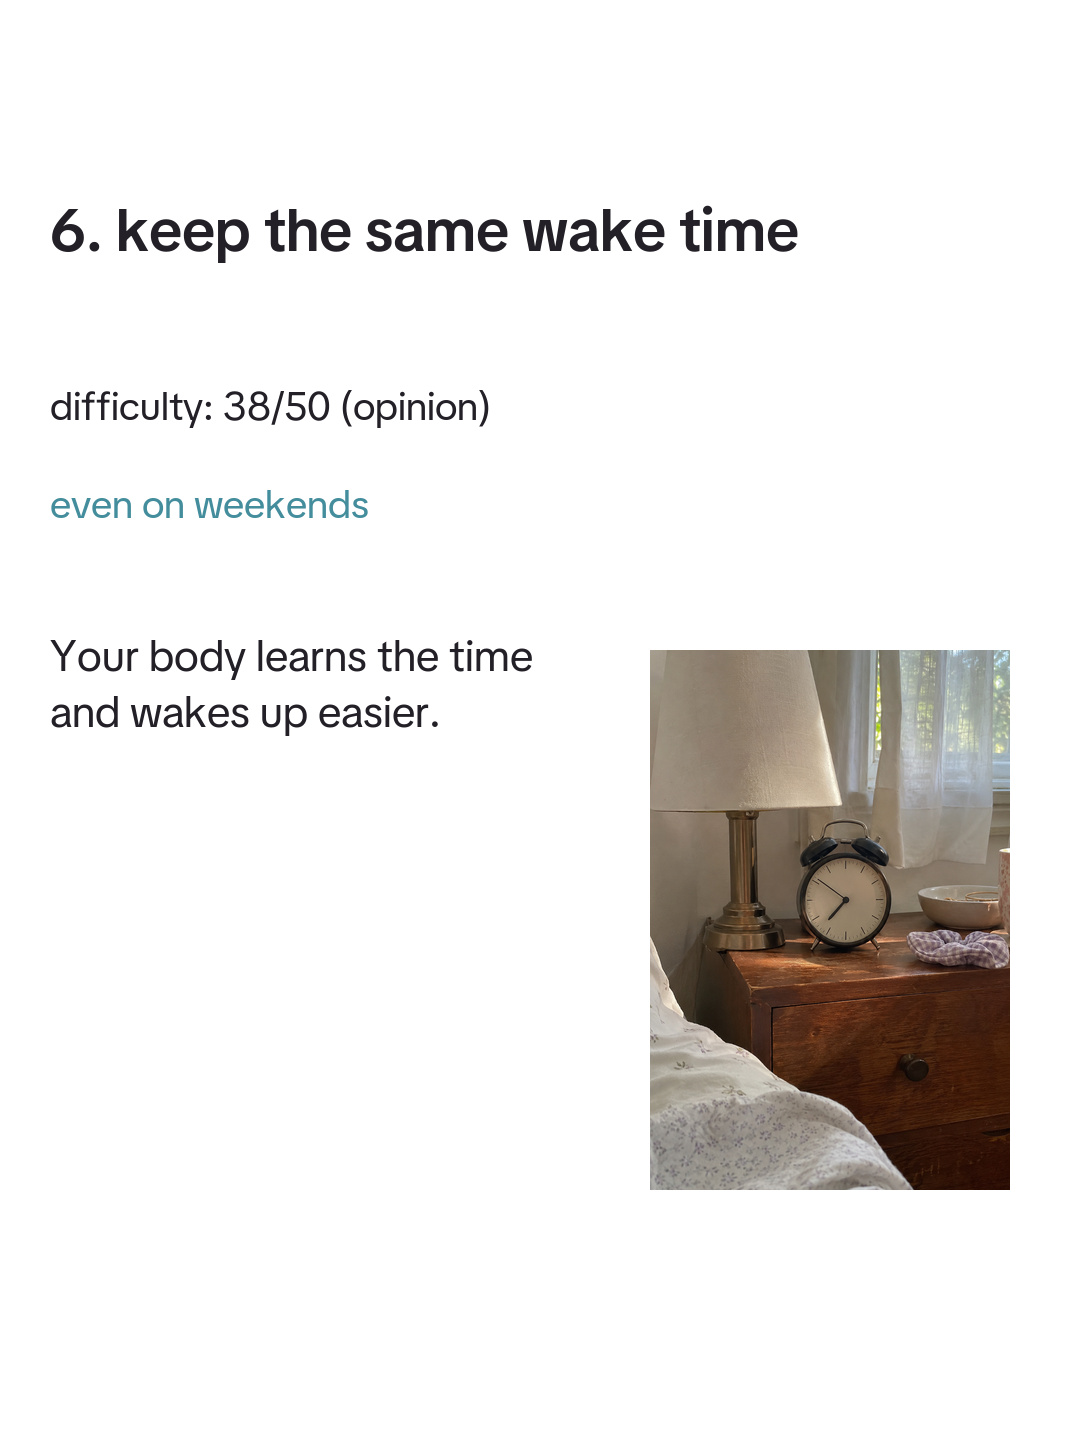 6. keep the same wake time
difficulty: 38/50 (opinion)
even on weekends
Your body learns the time
and wakes up easier.